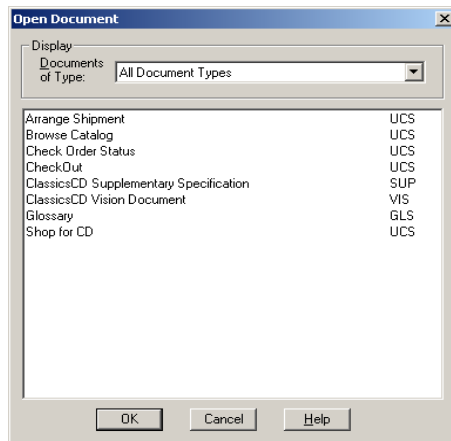 Open Document
Display
Documents of Type: All Document Types
Arrange Shipment UCS
Browse Catalog UCS
Check Order Status UCS
CheckOut UCS
ClassicsCD Supplementary Specification SUP
ClassicsCD Vision Document VIS
Glossary GLS
Shop for CD UCS
OK Cancel Help